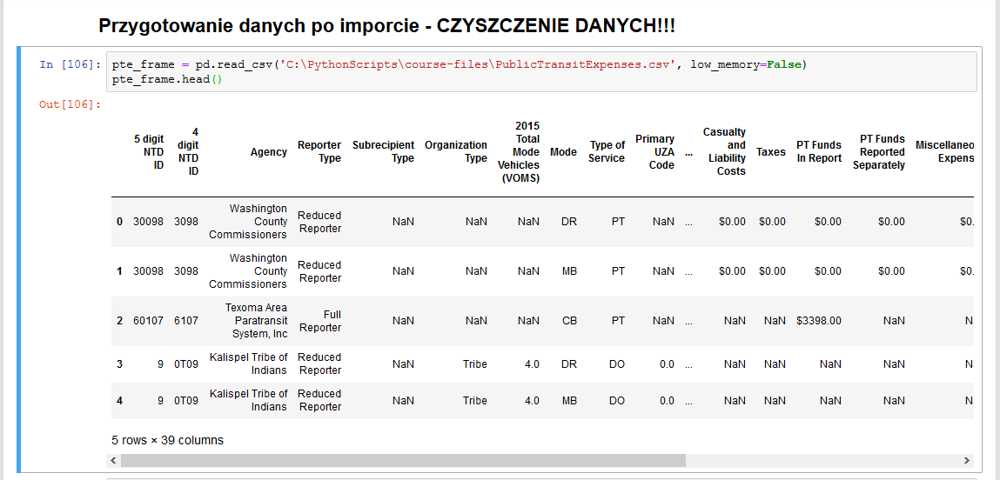 Przygotowanie danych po imporcie - CZYSZCZENIE DANYCH!!!
In [106]: pte_frame = pd.read_csv('C:\PythonScripts\course-files\PublicTransitExpenses.csv', low_memory=False)
pte_frame.head()
Out[106]:
5 digit NTD ID 4 digit NTD ID Agency Reporter Type Subrecipient Type Organization Type 2015 Total Mode Vehicles (VOMS) Mode Type of Service Primary UZA Code ... Casualty and Liability Costs Taxes PT Funds In Report PT Funds Reported Separately Miscellaneo Expens
0 30098 3098 Washington County Commissioners Reduced Reporter NaN NaN NaN DR PT NaN ... $0.00 $0.00 $0.00 $0.00 $0.
1 30098 3098 Washington County Commissioners Reduced Reporter NaN NaN NaN MB PT NaN ... $0.00 $0.00 $0.00 $0.00 $0.
2 60107 6107 Texoma Area Paratransit System, Inc Full Reporter NaN NaN NaN CB PT NaN ... NaN NaN $3398.00 NaN N
3 9 0T09 Kalispel Tribe of Indians Reduced Reporter NaN Tribe 4.0 DR DO 0.0 ... NaN NaN NaN NaN N
4 9 0T09 Kalispel Tribe of Indians Reduced Reporter NaN Tribe 4.0 MB DO 0.0 ... NaN NaN NaN NaN N
5 rows × 39 columns